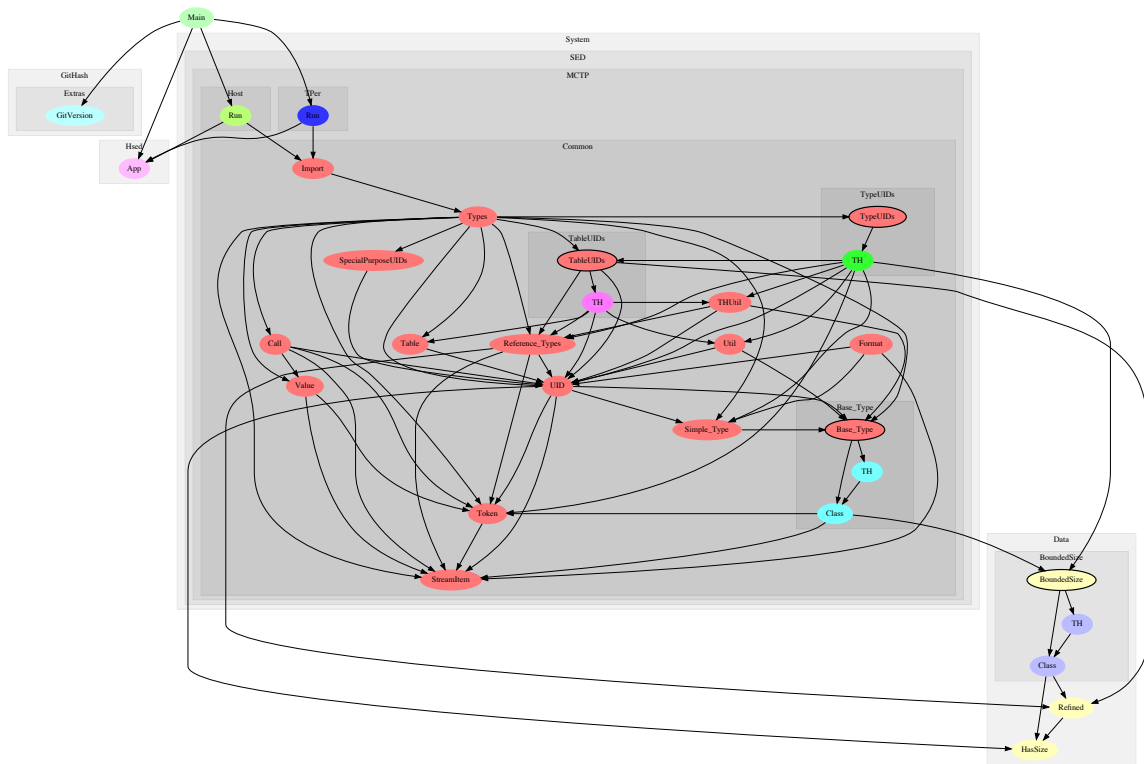 Main
System
SED
GitHash
MCTP
Extras
Host
TPer
GitVersion
Run
Run
Hsed
Common
App
Import
TypeUIDs
Types
TypeUIDs
TableUIDs
SpecialPurposeUIDs
TableUIDs
TH
TH
THUtil
Call
Table
Reference_Types
Util
Format
Value
UID
Base_Type
Simple_Type
Base_Type
TH
Token
Class
Data
BoundedSize
StreamItem
BoundedSize
TH
Class
Refined
HasSize